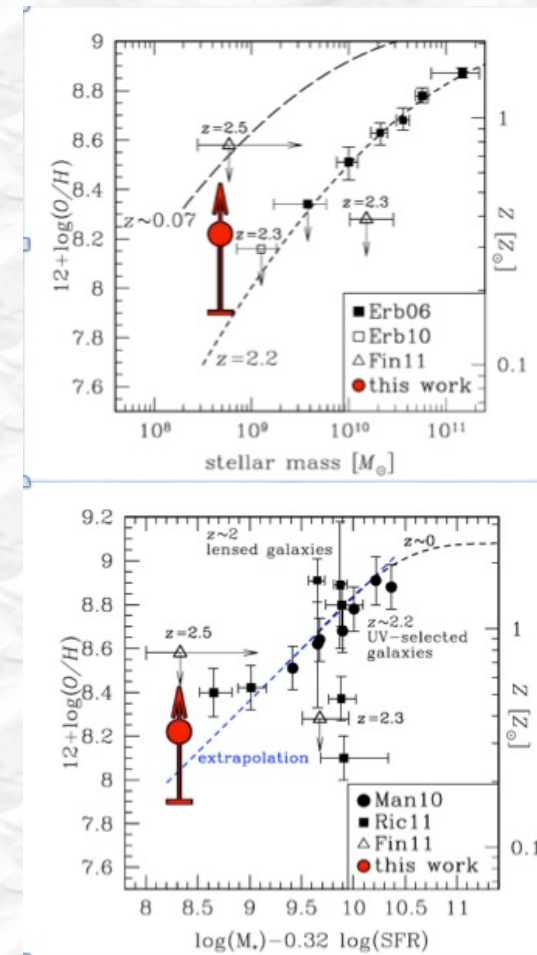 9
8.8
8.6
8.4
8.2
8
7.8
7.6
12+log(O/H)
z=2.5
z~0.07
z=2.3
z=2.3
z=2.2
1
0.1
Z [Z⊙]
■ Erb06
□ Erb10
△ Fin11
● this work
10⁸ 10⁹ 10¹⁰ 10¹¹
stellar mass [M⊙]
9.2
9
8.8
8.6
8.4
8.2
8
7.8
7.6
12+log(O/H)
z~2
lensed galaxies
z~0
z~2.2
UV-selected
galaxies
z=2.5
z=2.3
extrapolation
1
0.1
Z [Z⊙]
● Man10
■ Ric11
△ Fin11
● this work
8 8.5 9 9.5 10 10.5 11
log(M⋆)−0.32 log(SFR)